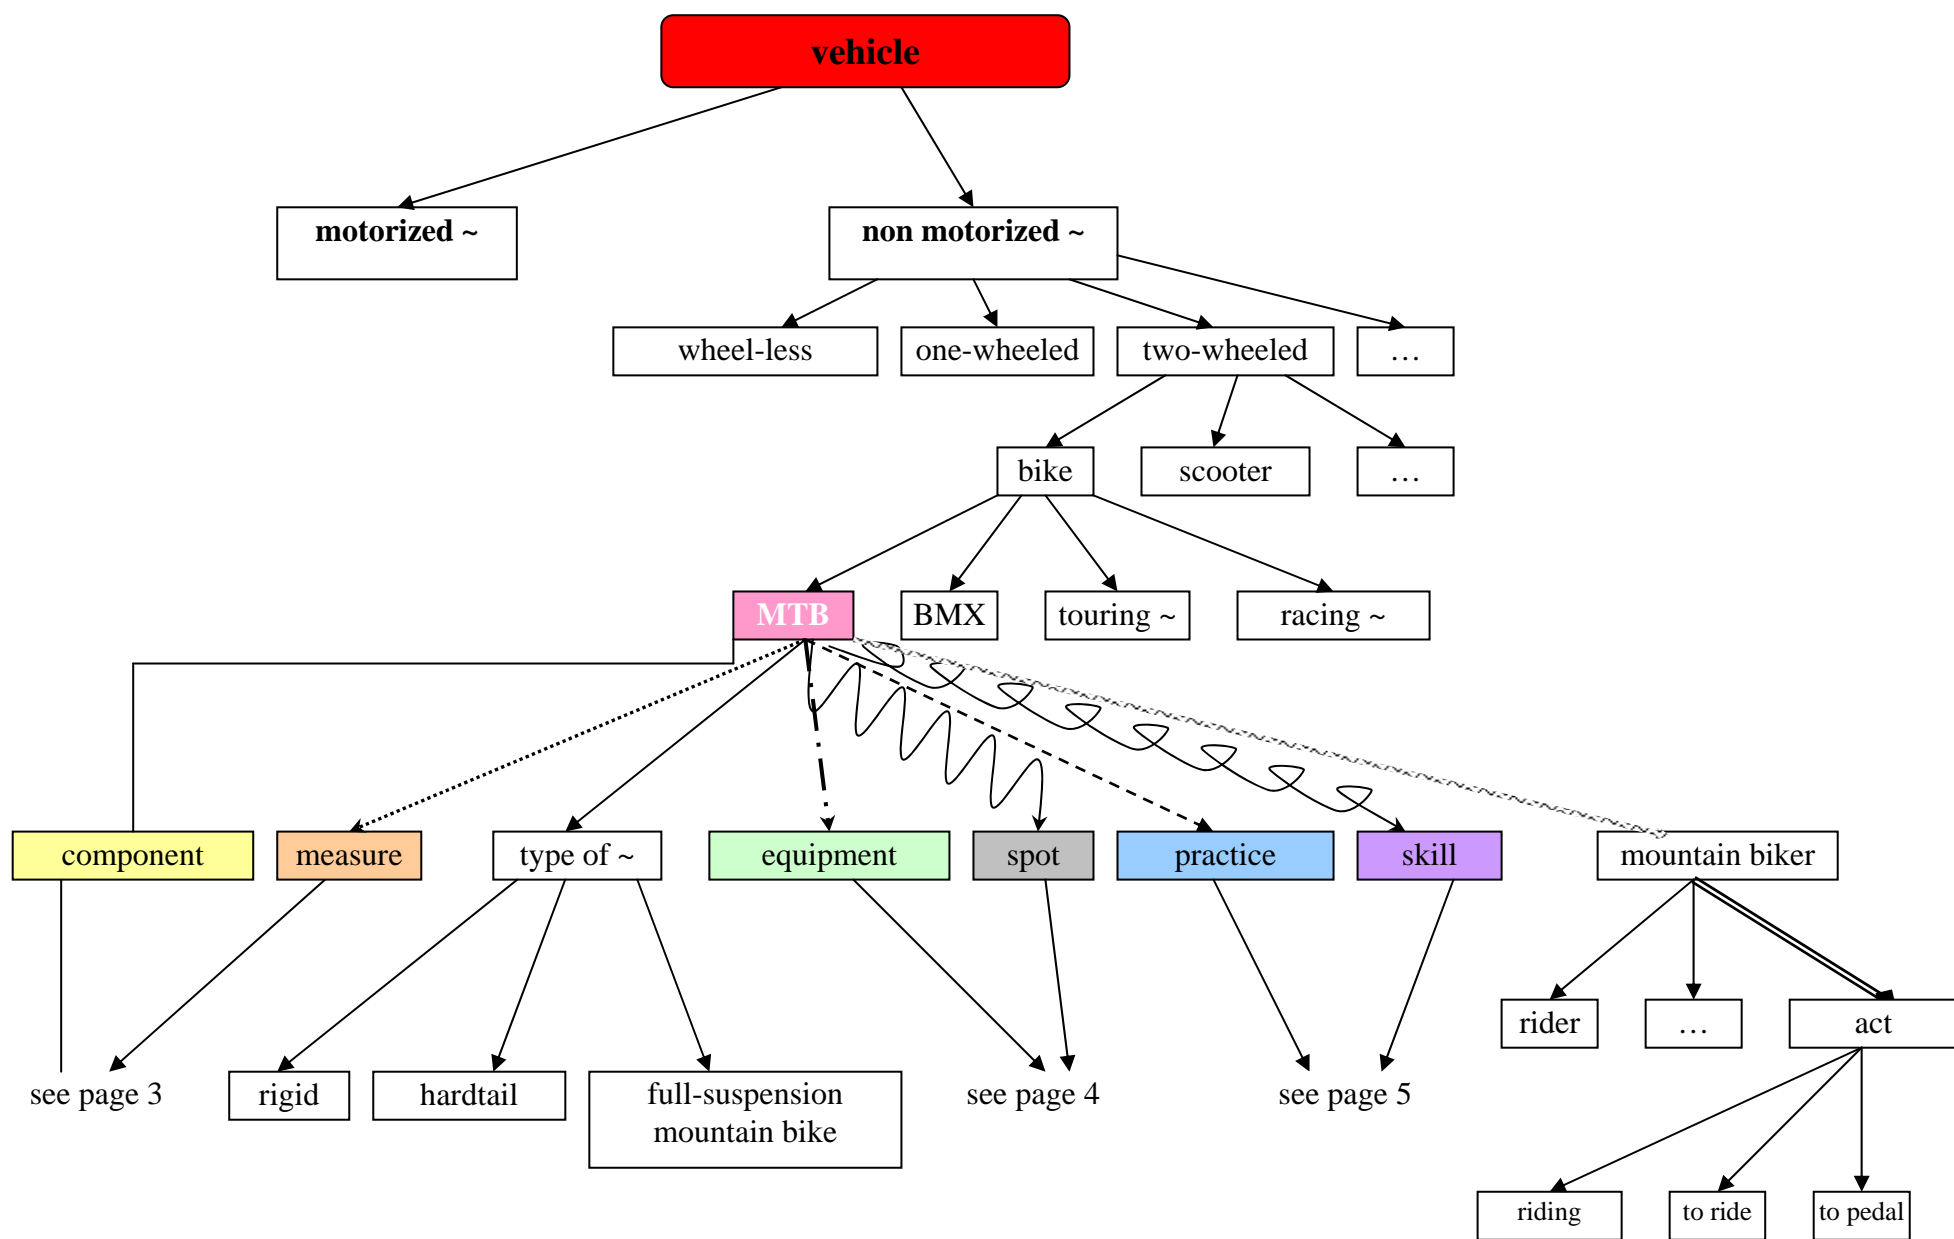 vehicle
motorized ~
non motorized ~
wheel-less
one-wheeled
two-wheeled
…
bike
scooter
…
MTB
BMX
touring ~
racing ~
component
measure
type of ~
equipment
spot
practice
skill
mountain biker
rider
…
act
see page 3
rigid
hardtail
full-suspension
mountain bike
see page 4
see page 5
riding
to ride
to pedal